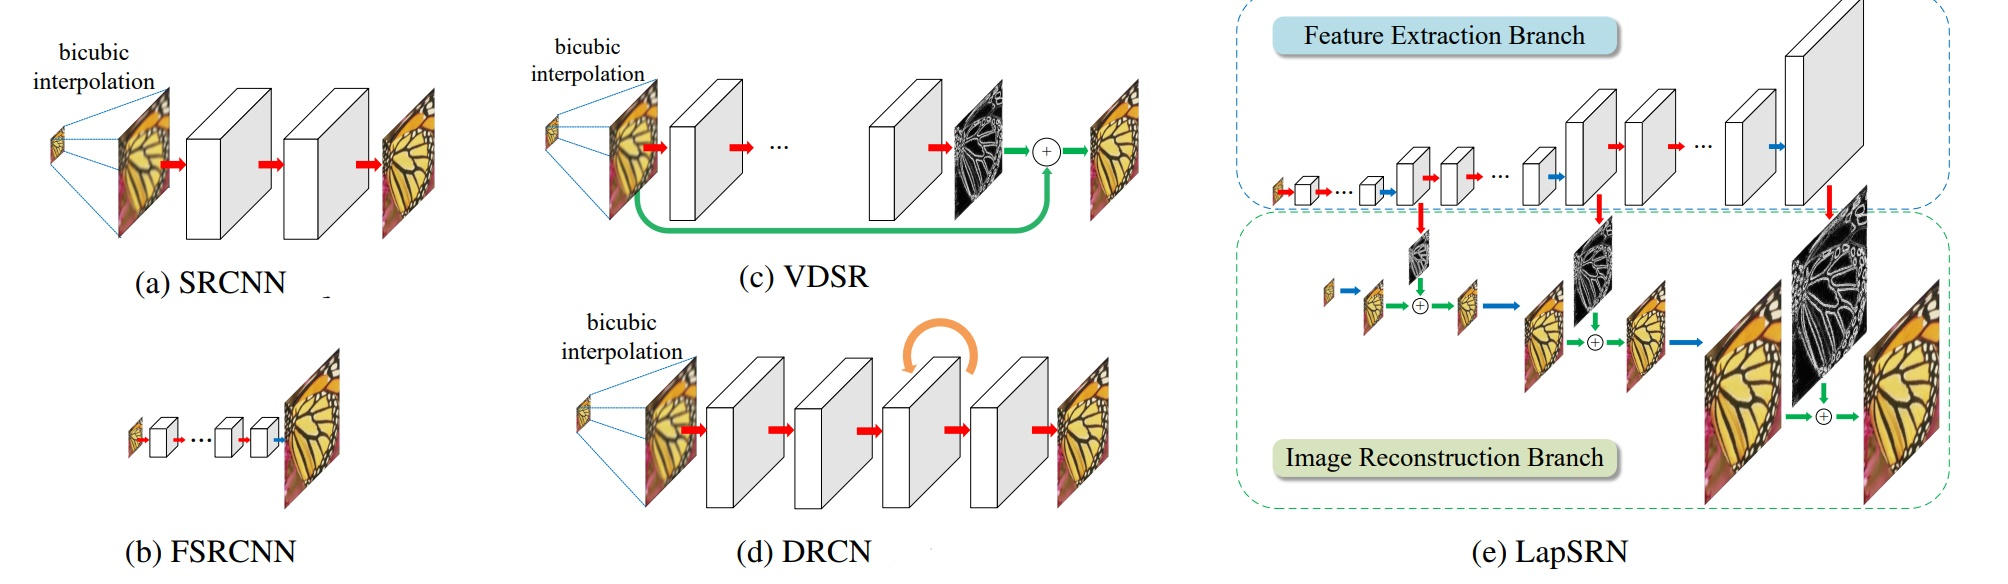 bicubic
interpolation
(a) SRCNN
(b) FSRCNN
bicubic
interpolation
...
+
(c) VDSR
bicubic
interpolation
(d) DRCN
Feature Extraction Branch
... ... ...
+
+
+
Image Reconstruction Branch
(e) LapSRN